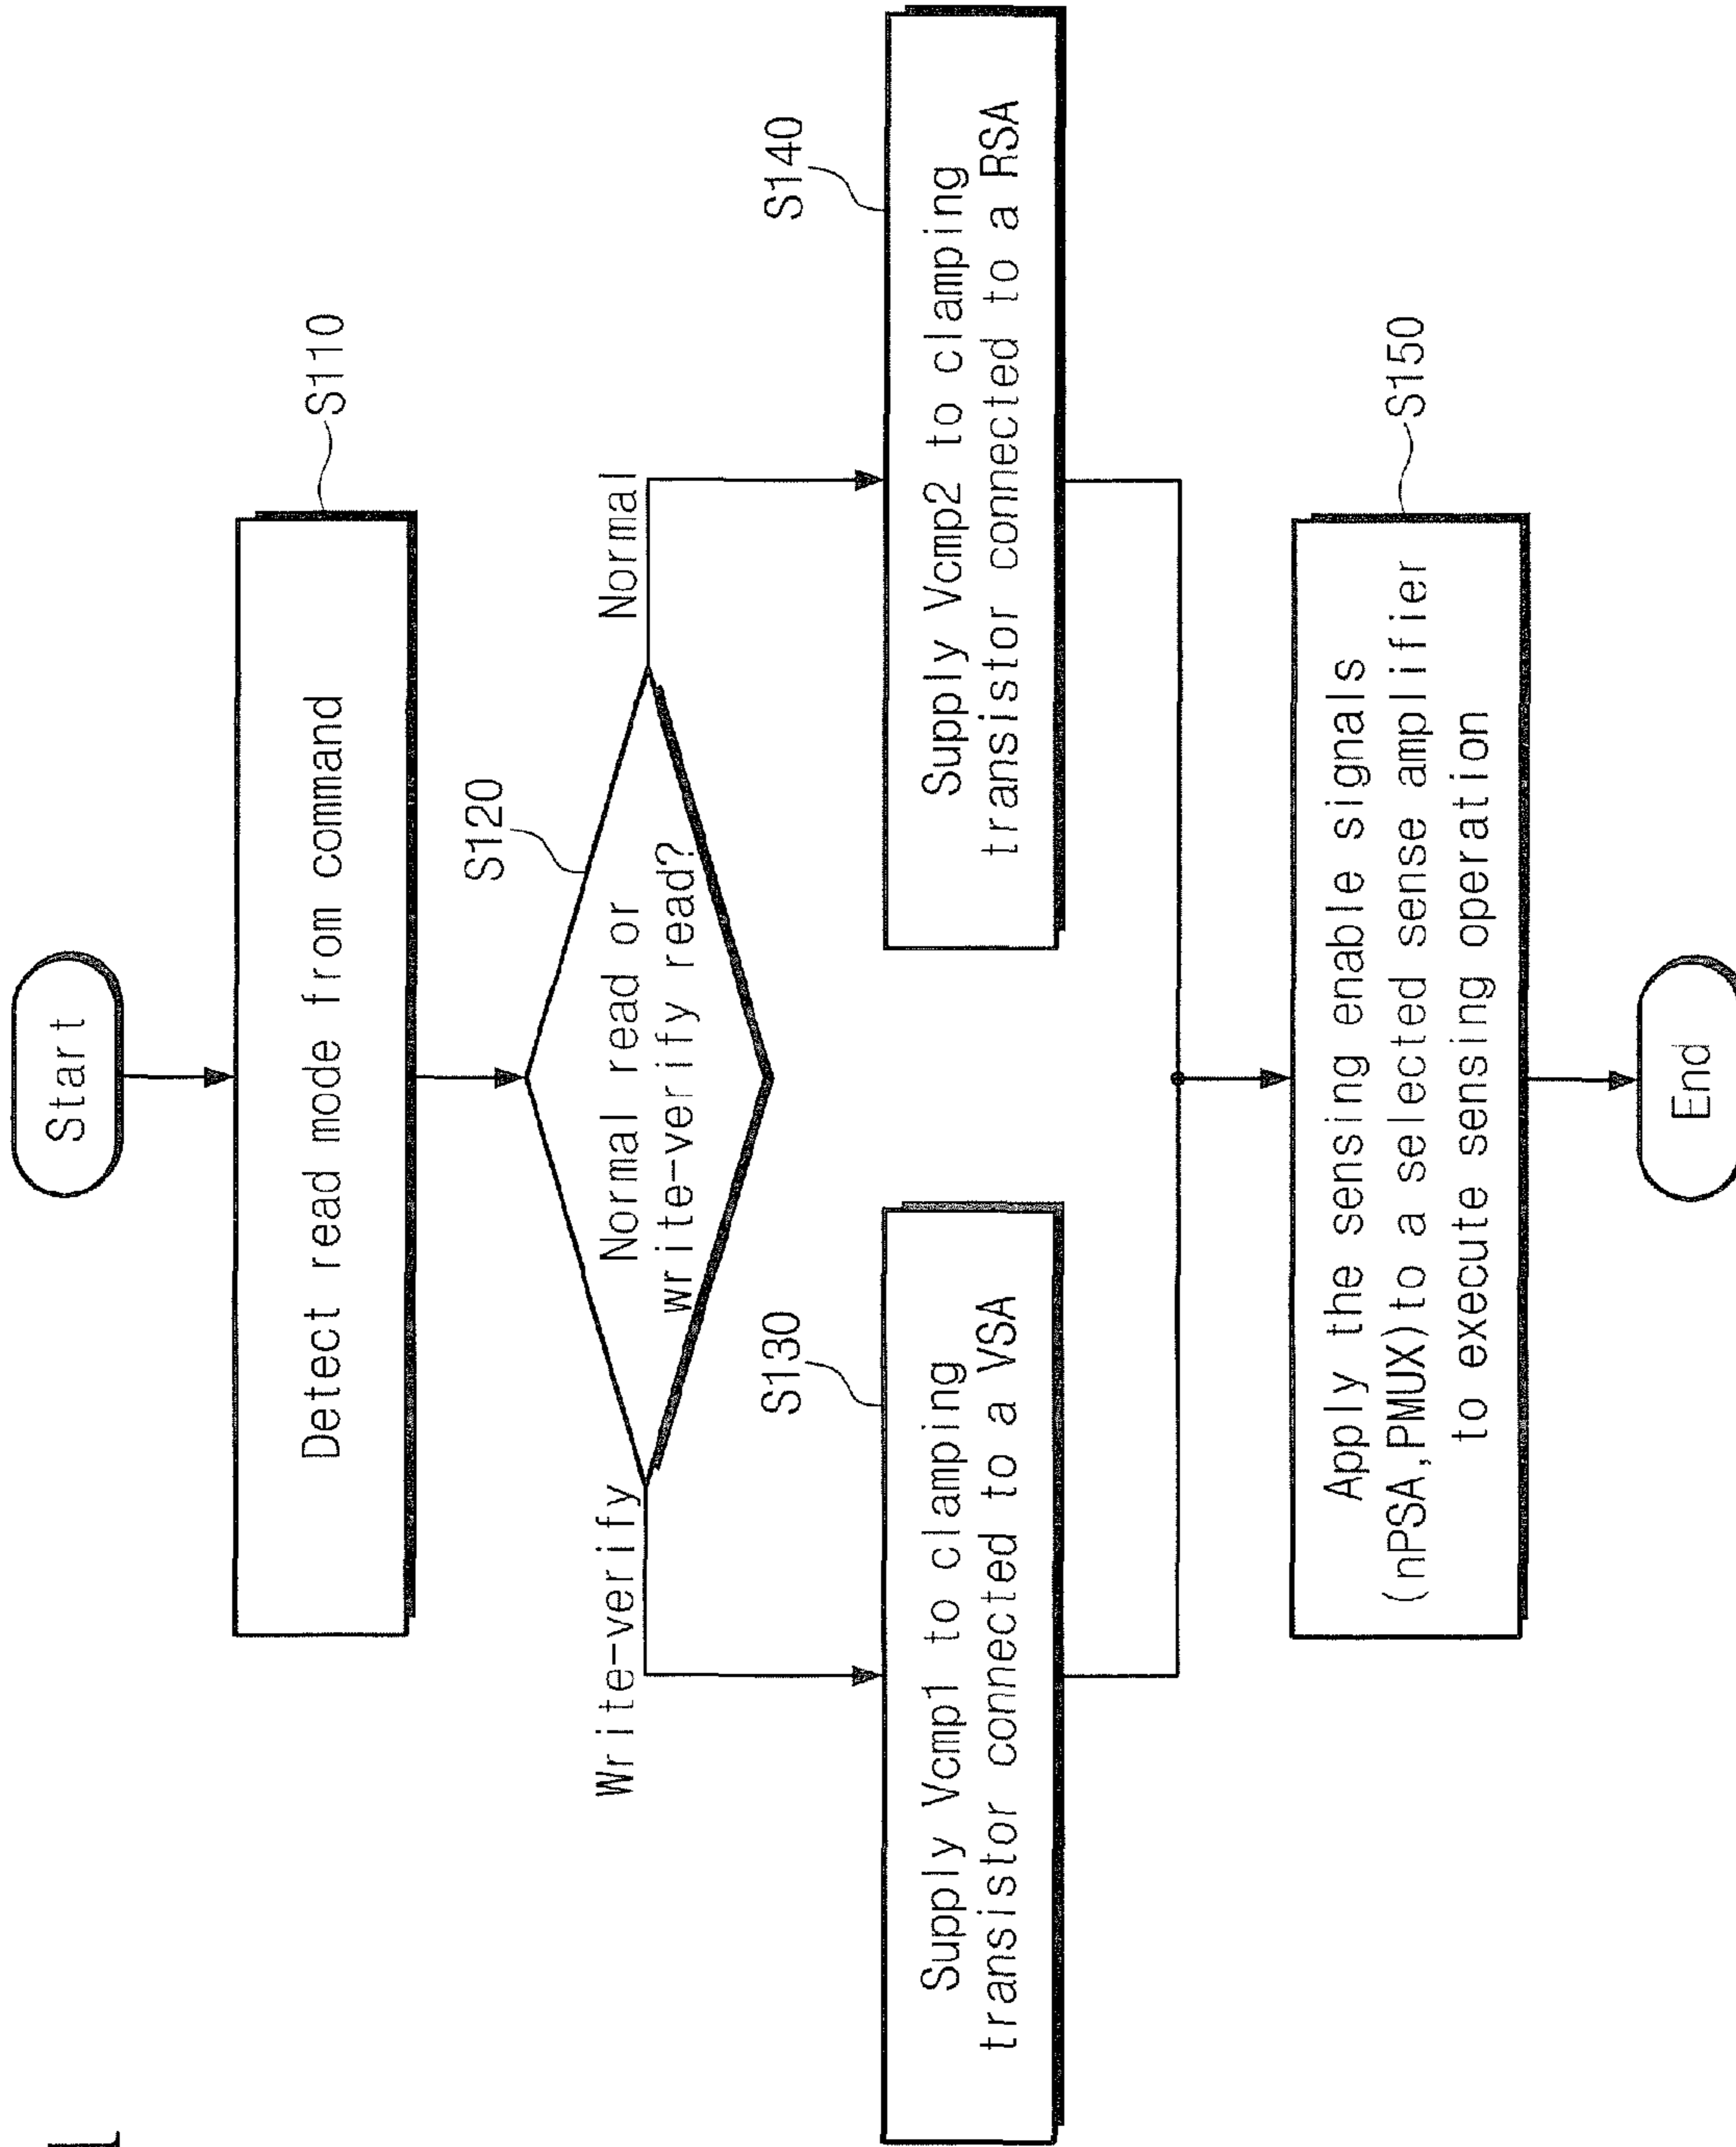 Start
Detect read mode from command
S110
Normal read or
write-verify read?
S120
Write-verify
Normal
Supply Vcmp1 to clamping
transistor connected to a VSA
S130
Supply Vcmp2 to clamping
transistor connected to a RSA
S140
Apply the sensing enable signals
(nPSA,PMUX)to a selected sense amplifier
to execute sensing operation
S150
End